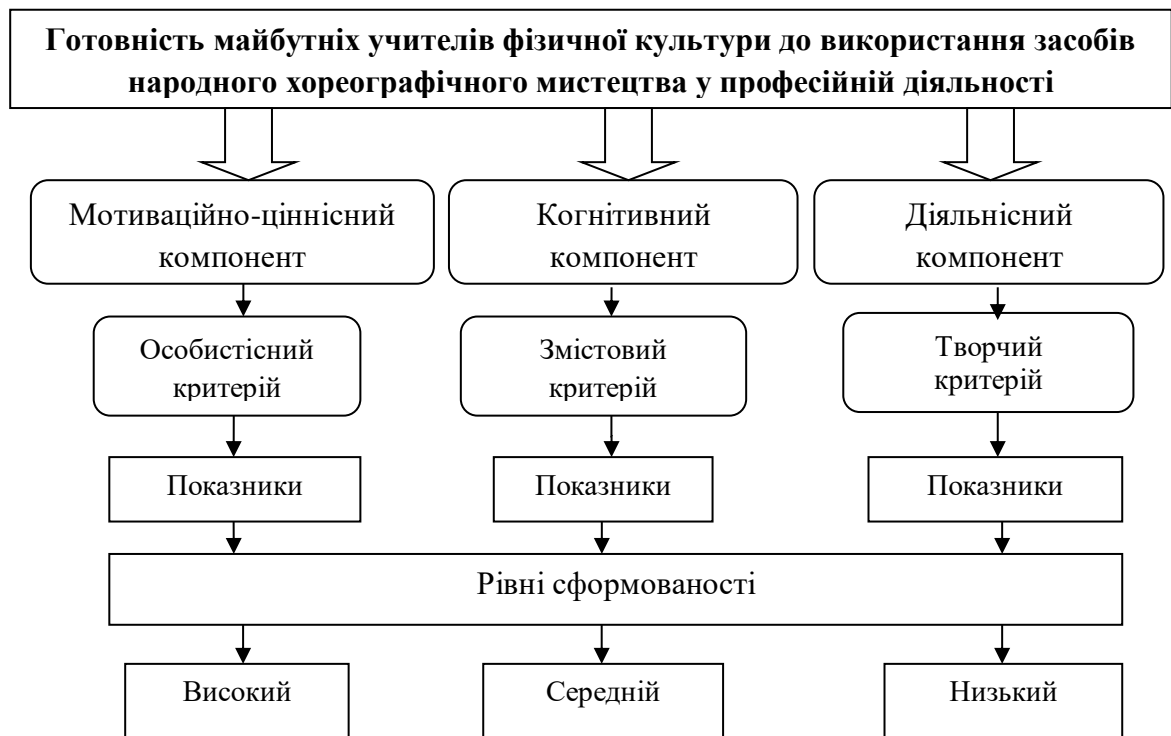 Готовність майбутніх учителів фізичної культури до використання засобів
народного хореографічного мистецтва у професійній діяльності
Мотиваційно-ціннісний
компонент
Когнітивний
компонент
Діяльнісний
компонент
Особистісний
критерій
Змістовий
критерій
Творчий
критерій
Показники
Показники
Показники
Рівні сформованості
Високий
Середній
Низький